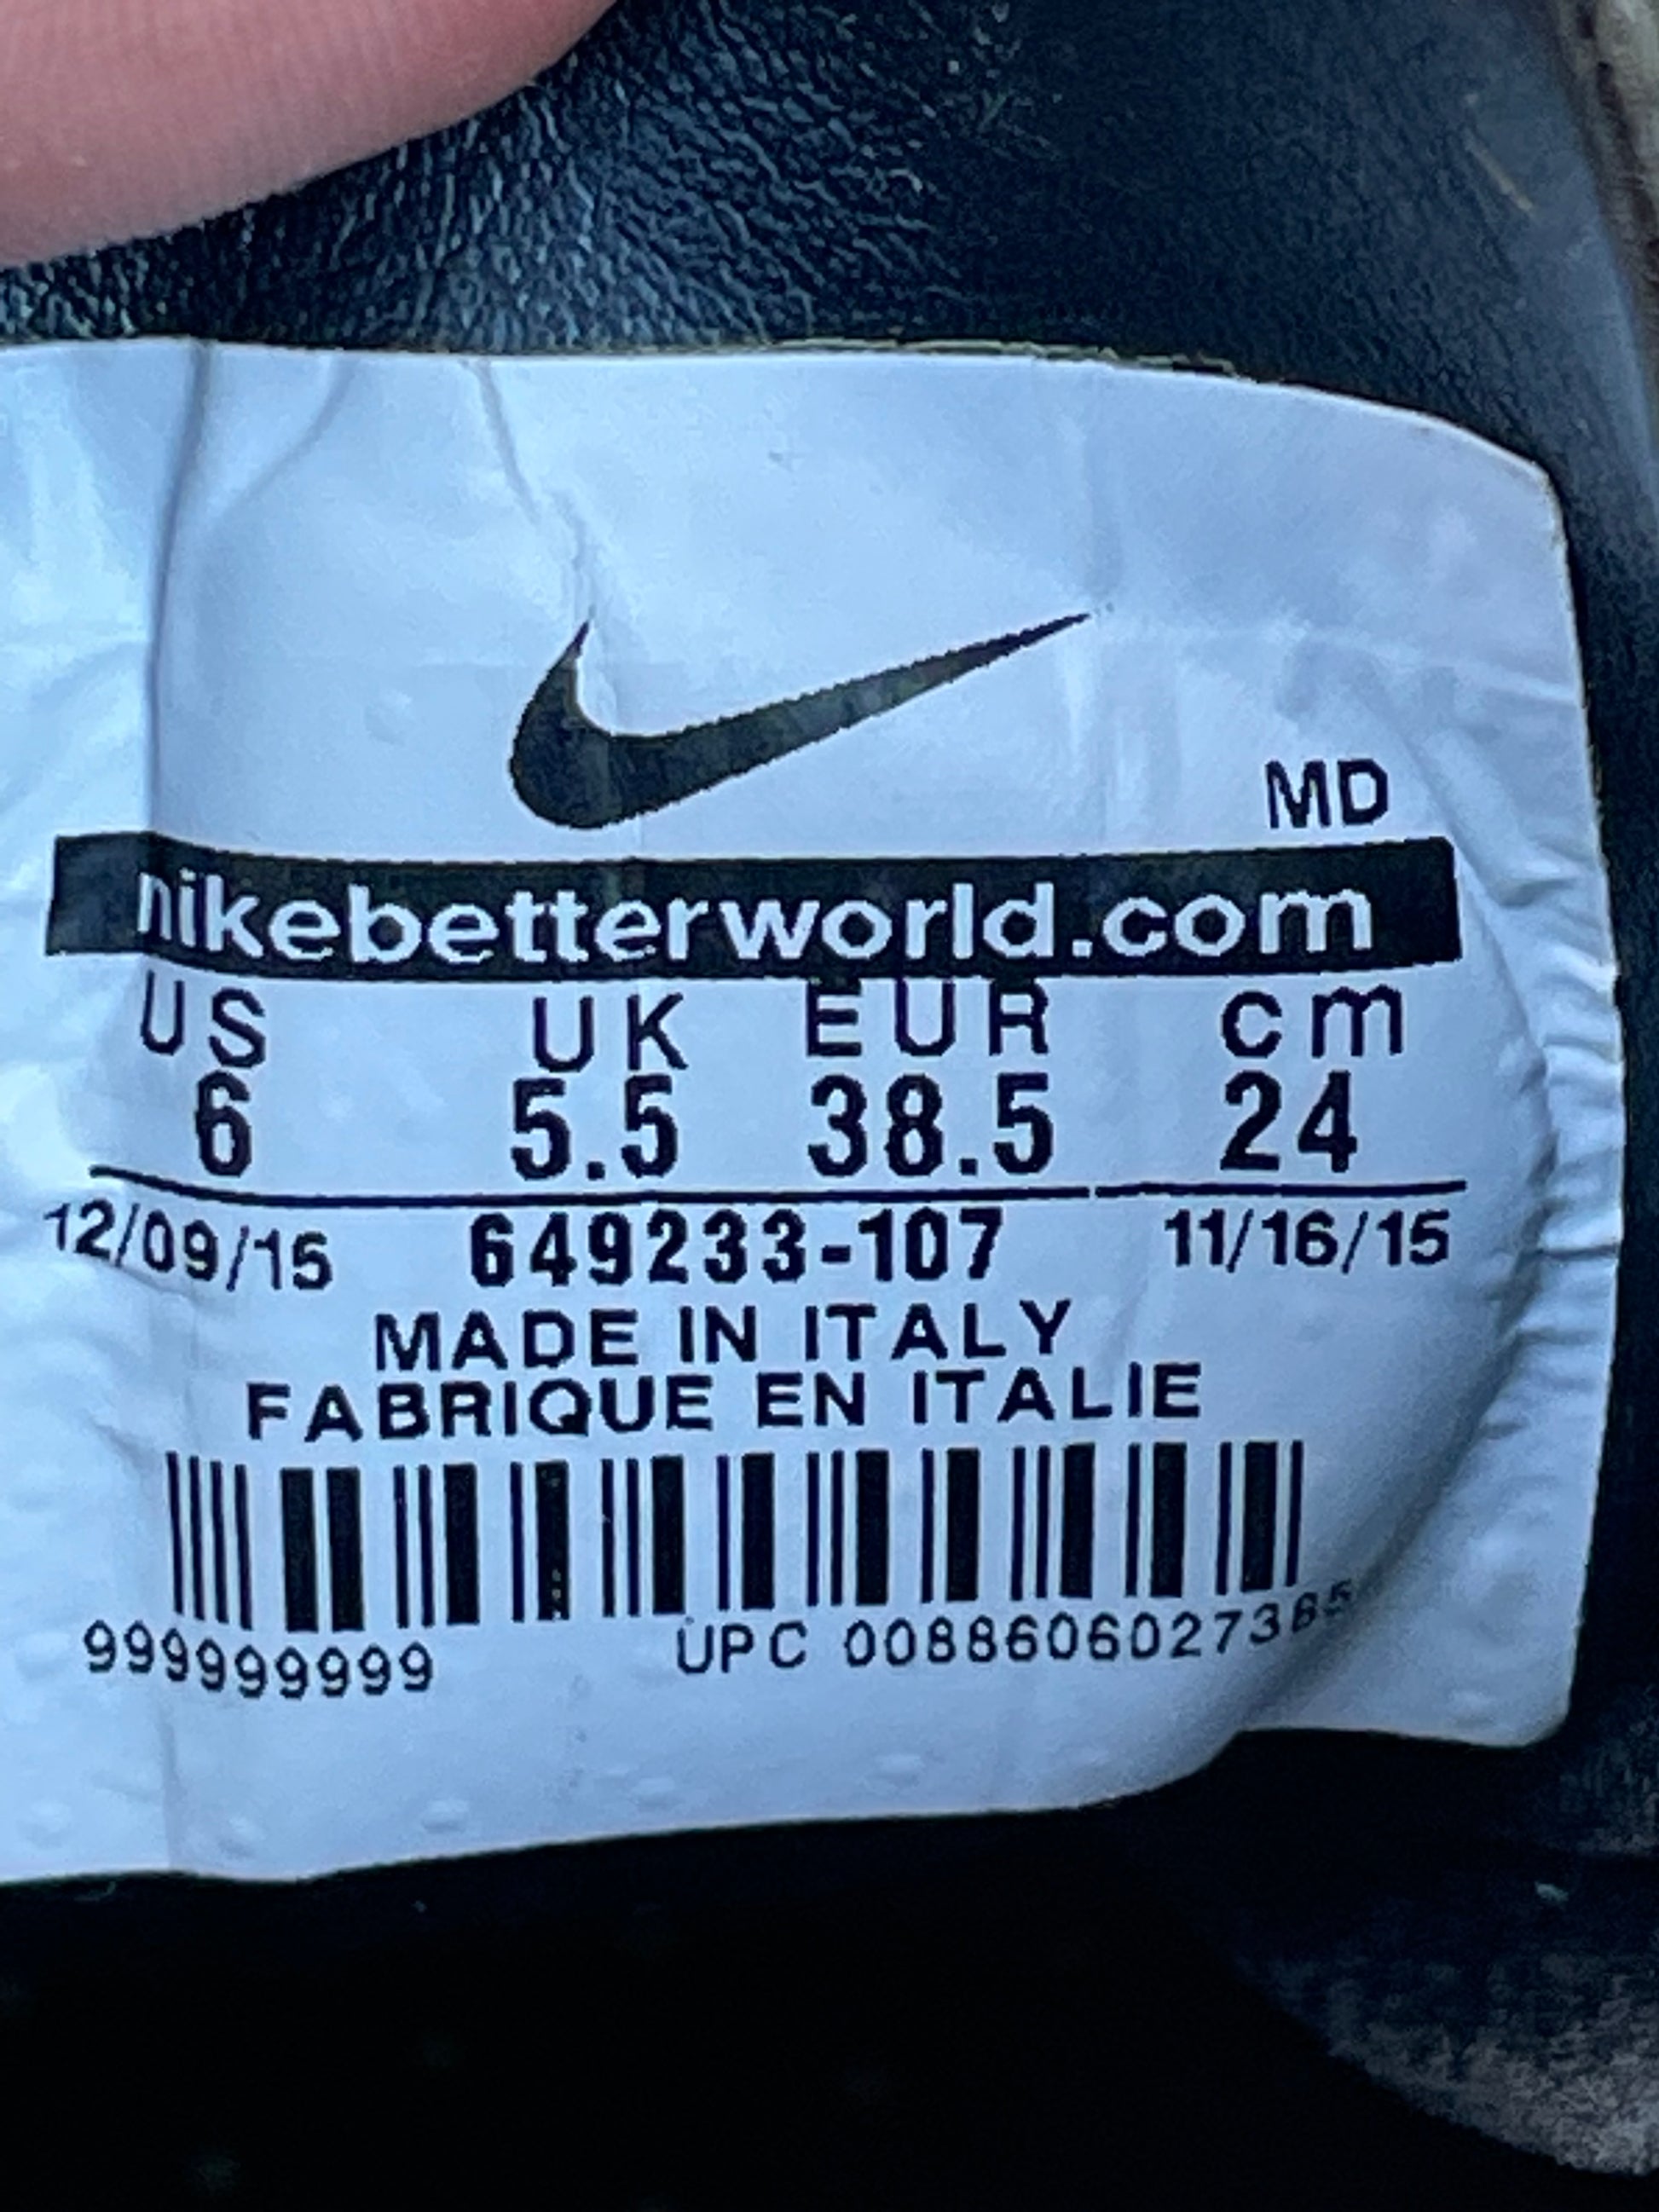 MD
nikebetterworld.com
US UK EUR cm
6 5.5 38.5 24
12/09/15 649233-107 11/16/15
MADE IN ITALY
FABRIQUE EN ITALIE
999999999 UPC 00886060273865